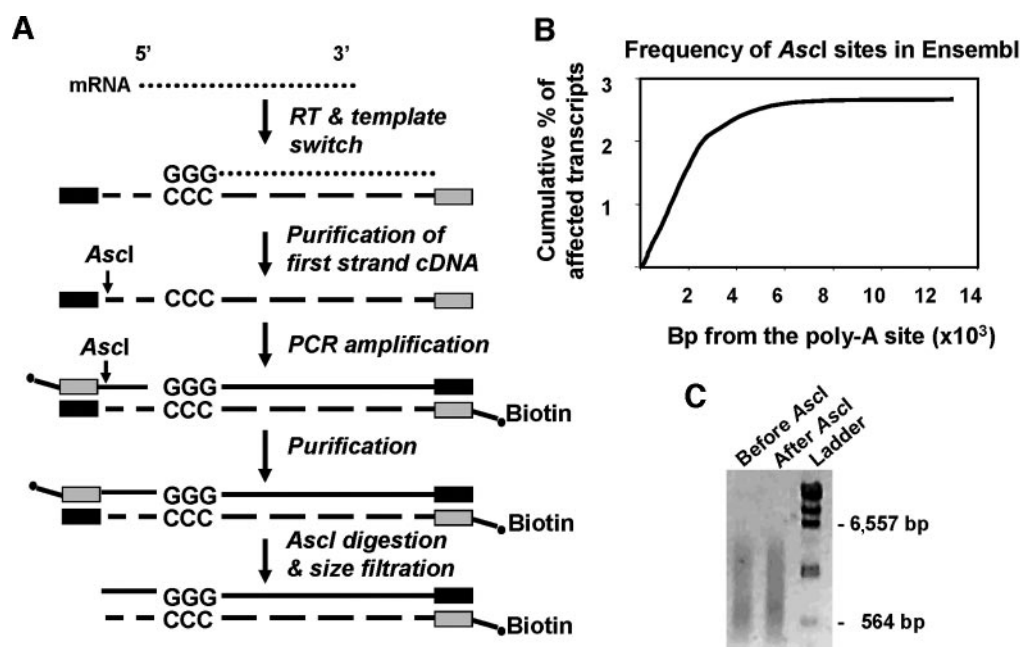 A
5’ 3’
mRNA
RT & template
switch
GGG
CCC
Purification of
first strand cDNA
AscI
CCC
PCR amplification
AscI
GGG
CCC
Biotin
Purification
GGG
CCC
Biotin
AscI digestion
& size filtration
GGG
CCC
Biotin
B
Frequency of AscI sites in Ensembl
Cumulative % of
affected transcripts
3
2
1
2 4 6 8 10 12 14
Bp from the poly-A site (x10³)
C
Before AscI
After AscI
Ladder
- 6,557 bp
- 564 bp